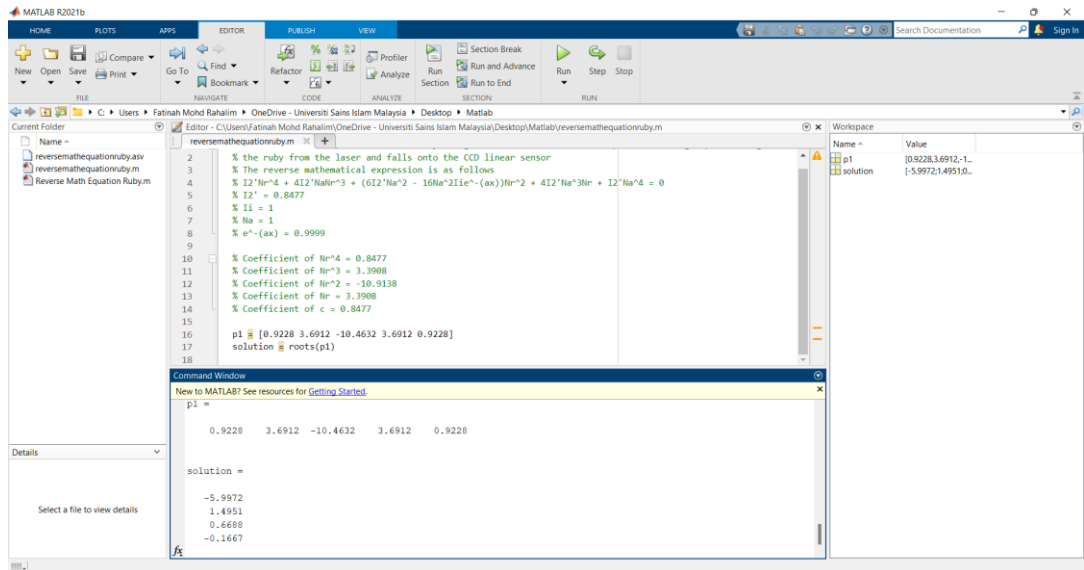 MATLAB R2021b
HOME PLOTS APPS EDITOR PUBLISH VIEW
Search Documentation
Sign In
New Open Save
Compare
Print
Go To
Find
Bookmark
Refactor
Profiler
Analyze
Run Section
Section Break
Run and Advance
Run to End
Run Step Stop
FILE NAVIGATE CODE ANALYZE SECTION RUN
C: Users Fatinah Mohd Rahalim OneDrive - Universiti Sains Islam Malaysia Desktop Matlab
Current Folder
Name
reversemathequationruby.asv
reversemathequationruby.m
Reverse Math Equation Ruby.m
Details
Select a file to view details
Editor - C:\Users\Fatinah Mohd Rahalim\OneDrive - Universiti Sains Islam Malaysia\Desktop\Matlab\reversemathequationruby.m
reversemathequationruby.m
2 % the ruby from the laser and falls onto the CCD linear sensor
3 % The reverse mathematical expression is as follows
4 % I2'Nr^4 + 4I2'NaNr^3 + (6I2'Na^2 - 16Na^2Iie^-(ax))Nr^2 + 4I2'Na^3Nr + I2'Na^4 = 0
5 % I2' = 0.8477
6 % Ii = 1
7 % Na = 1
8 % e^-(ax) = 0.9999
9
10 % Coefficient of Nr^4 = 0.8477
11 % Coefficient of Nr^3 = 3.3908
12 % Coefficient of Nr^2 = -10.9138
13 % Coefficient of Nr = 3.3908
14 % Coefficient of c = 0.8477
15
16 p1 = [0.9228 3.6912 -10.4632 3.6912 0.9228]
17 solution = roots(p1)
18
Command Window
New to MATLAB? See resources for Getting Started.
p1 =
0.9228 3.6912 -10.4632 3.6912 0.9228
solution =
-5.9972
1.4951
0.6688
-0.1667
fx
Workspace
Name Value
p1 [0.9228,3.6912,-1...
solution [-5.9972;1.4951;0...